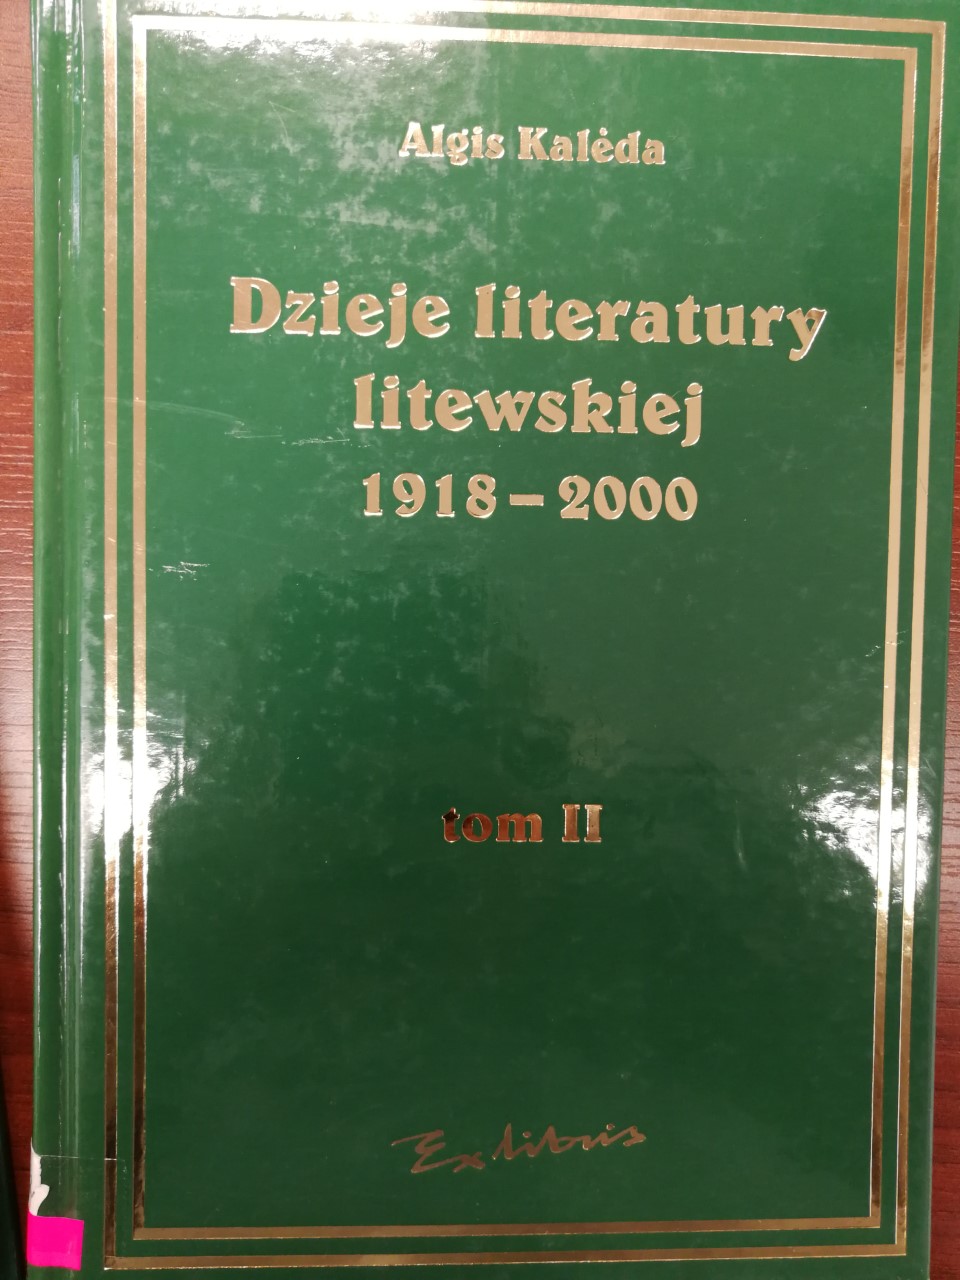 Algis Kalėda
Dzieje literatury
litewskiej
1918 – 2000
tom II
Ex libris